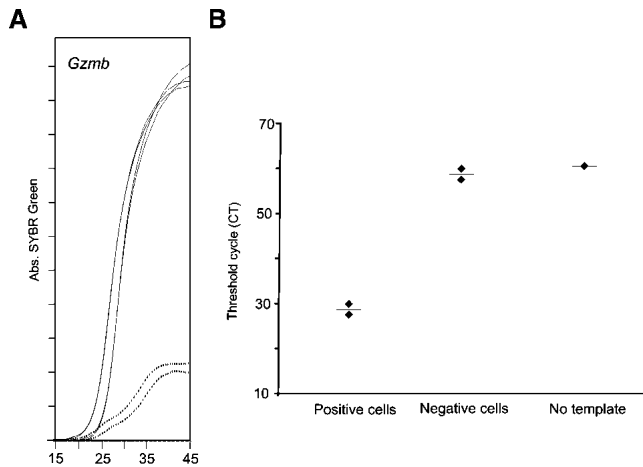 A
Gzmb
Abs. SYBR Green
15 25 35 45
B
Threshold cycle (CT)
70
50
30
10
Positive cells Negative cells No template